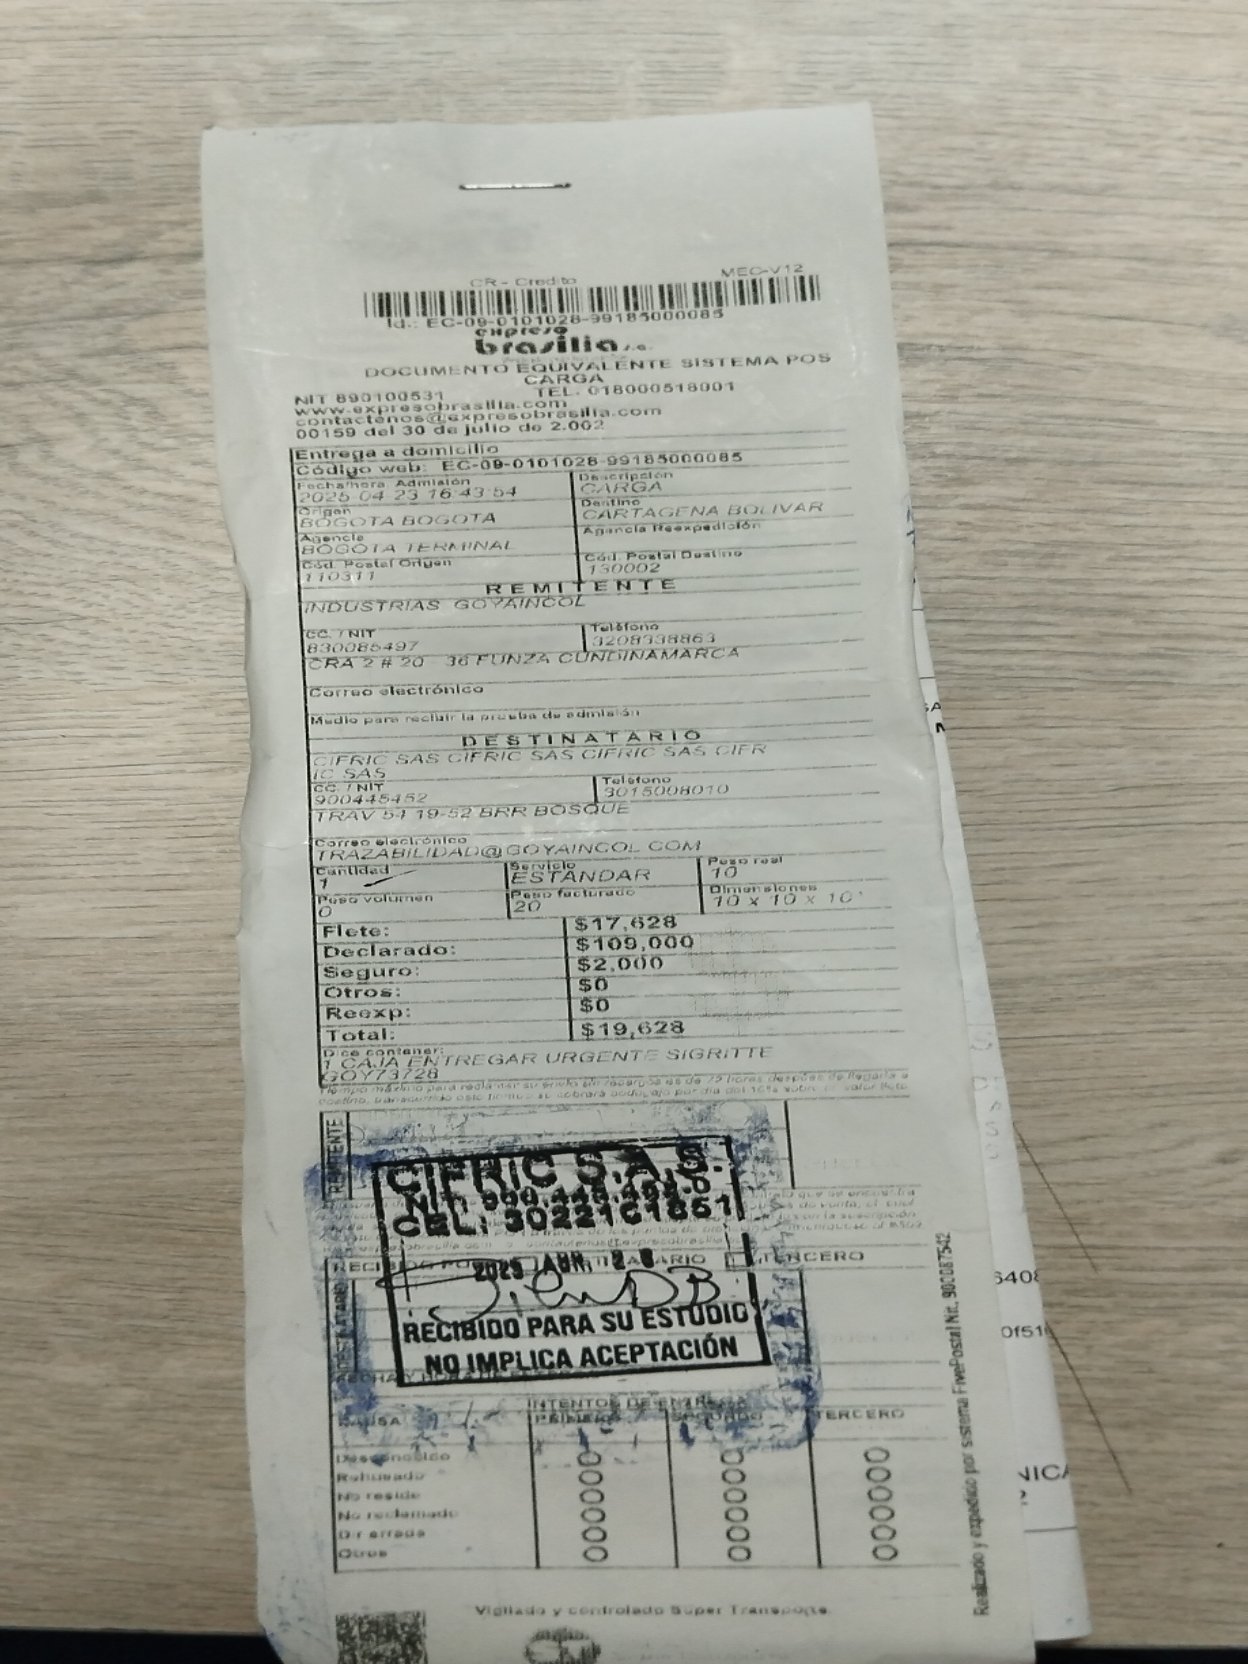 CR - Credito MEC-V12
Id.: EC-09-0101028-99185000085
expreso
brasilia s.a.
DOCUMENTO EQUIVALENTE SISTEMA POS
CARGA
NIT 890100531 TEL. 018000518001
www.expresobrasilia.com
contactenos@expresobrasilia.com
00159 del 30 de julio de 2.002
Entrega a domicilio
Código web: EC-09-0101028-99185000085
Fecha/hora Admisión Descripción
2025-04-23 16:43:54 CARGA
Origen Destino
BOGOTA BOGOTA CARTAGENA BOLIVAR
Agencia Agencia Reexpedición
BOGOTA TERMINAL
Cód. Postal Origen Cód. Postal Destino
110311 130002
REMITENTE
INDUSTRIAS GOYAINCOL
CC. / NIT Teléfono
830085497 3208338863
CRA 2 # 20 36 FUNZA CUNDINAMARCA
Correo electrónico
Medio para recibir la prueba de admisión
DESTINATARIO
CIFRIC SAS CIFRIC SAS CIFRIC SAS CIFR
IC SAS
CC. / NIT Teléfono
900445452 3015008010
TRAV 54 19-52 BRR BOSQUE
Correo electrónico
TRAZABILIDAD@GOYAINCOL.COM
Cantidad Servicio Peso real
1 ESTANDAR 10
Peso volumen Peso facturado Dimensiones
0 20 10 x 10 x 10
Flete: $17,628
Declarado: $109,000
Seguro: $2,000
Otros: $0
Reexp: $0
Total: $19,628
Dice contener:
1 CAJA ENTREGAR URGENTE SIGRITTE
GOY73728
REMITENTE
CIFRIC S.A.S.
CEL: 3022161851
TERCERO
RECIBIDO PARA SU ESTUDIO
NO IMPLICA ACEPTACIÓN
INTENTOS DE ENTREGA
CAUSA PRIMERO SEGUNDO TERCERO
Desconocido
Rehusado
No reside
No reclamado
Dir errada
Otros
Realizado y expedido por sistema FivePostal Nit. 900087542
Vigilado y controlado Super Transporte.